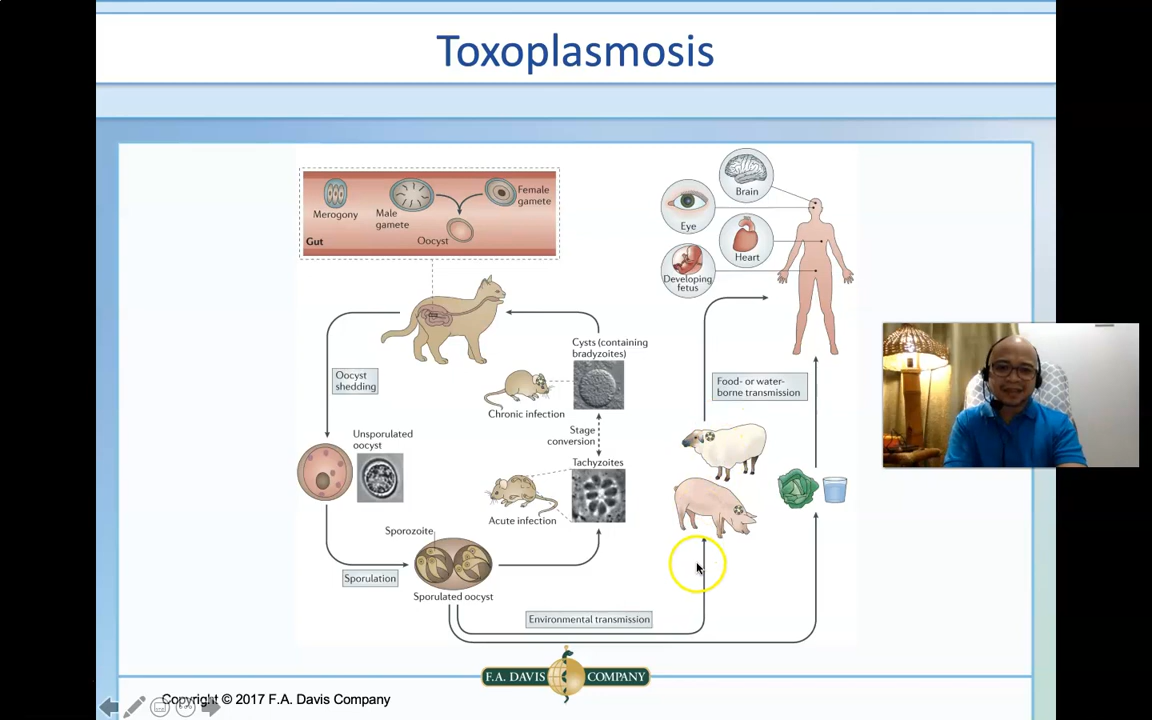 Toxoplasmosis
Merogony
Male
gamete
Female
gamete
Oocyst
Gut
Brain
Eye
Heart
Developing
fetus
Oocyst
shedding
Unsporulated
oocyst
Sporozoite
Sporulation
Sporulated oocyst
Cysts (containing
bradyzoites)
Chronic infection
Stage
conversion
Tachyzoites
Acute infection
Food- or water-
borne transmission
Environmental transmission
F.A. DAVIS COMPANY
Copyright © 2017 F.A. Davis Company